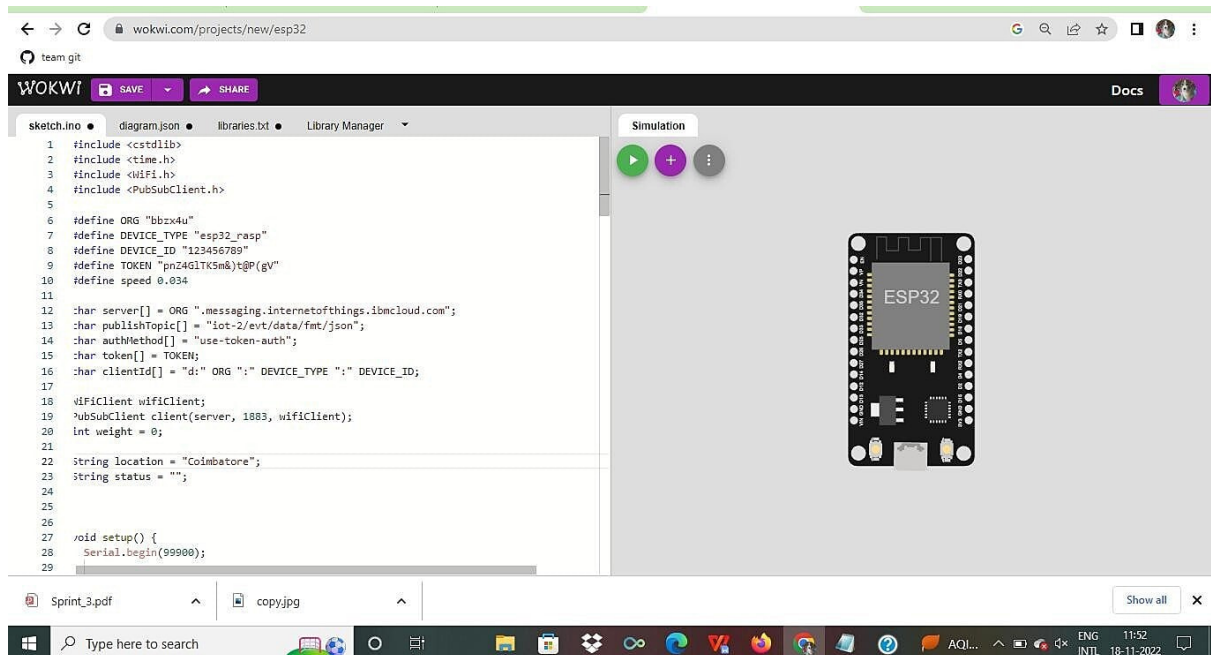 wokwi.com/projects/new/esp32
team git
WOKWI SAVE SHARE Docs
sketch.ino ● diagram.json ● libraries.txt ● Library Manager Simulation
1 #include <cstdlib>
2 #include <time.h>
3 #include <WiFi.h>
4 #include <PubSubClient.h>
5
6 #define ORG "bbzx4u"
7 #define DEVICE_TYPE "esp32_rasp"
8 #define DEVICE_ID "123456789"
9 #define TOKEN "pnZ4GlTK5m&)t@P(gV"
10 #define speed 0.034
11
12 char server[] = ORG ".messaging.internetofthings.ibmcloud.com";
13 char publishTopic[] = "iot-2/evt/data/fmt/json";
14 char authMethod[] = "use-token-auth";
15 char token[] = TOKEN;
16 char clientId[] = "d:" ORG ":" DEVICE_TYPE ":" DEVICE_ID;
17
18 WiFiClient wifiClient;
19 PubSubClient client(server, 1883, wifiClient);
20 int weight = 0;
21
22 String location = "Coimbatore";
23 String status = "";
24
25
26
27 void setup() {
28 Serial.begin(99900);
29
ESP32
Sprint_3.pdf copy.jpg Show all
Type here to search AQI... ENG 11:52
INTL 18-11-2022